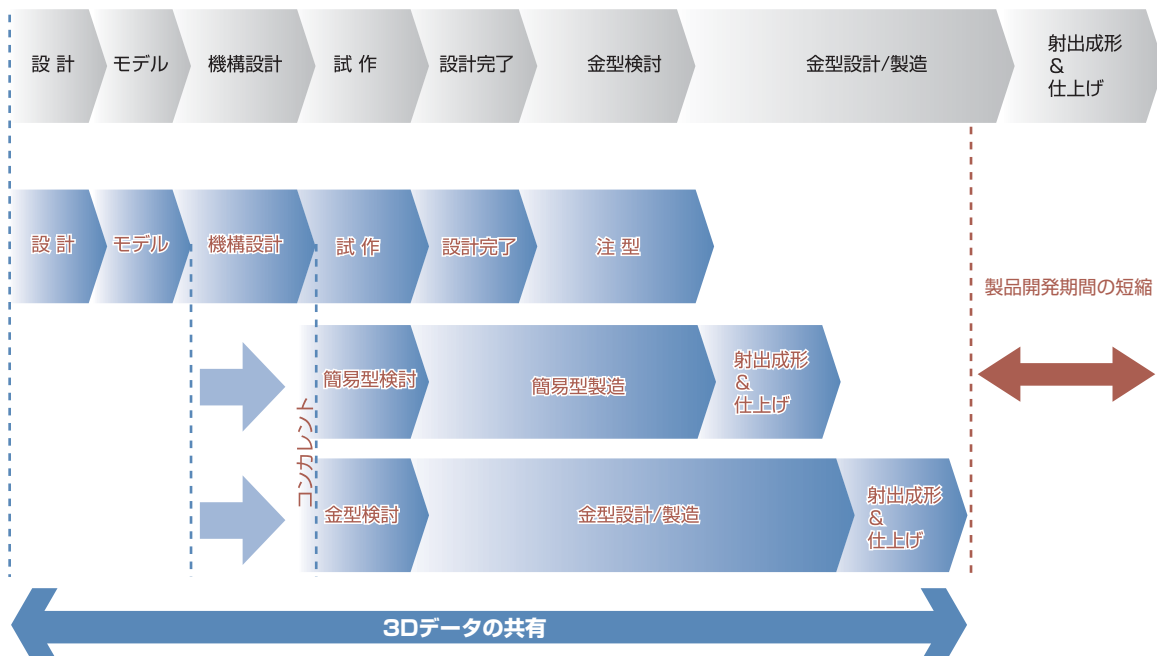 設 計
モデル
機構設計
試 作
設計完了
金型検討
金型設計/製造
射出成形
&
仕上げ
設 計
モデル
機構設計
試 作
設計完了
注 型
製品開発期間の短縮
コンカレント
簡易型検討
簡易型製造
射出成形
&
仕上げ
金型検討
金型設計/製造
射出成形
&
仕上げ
3Dデータの共有